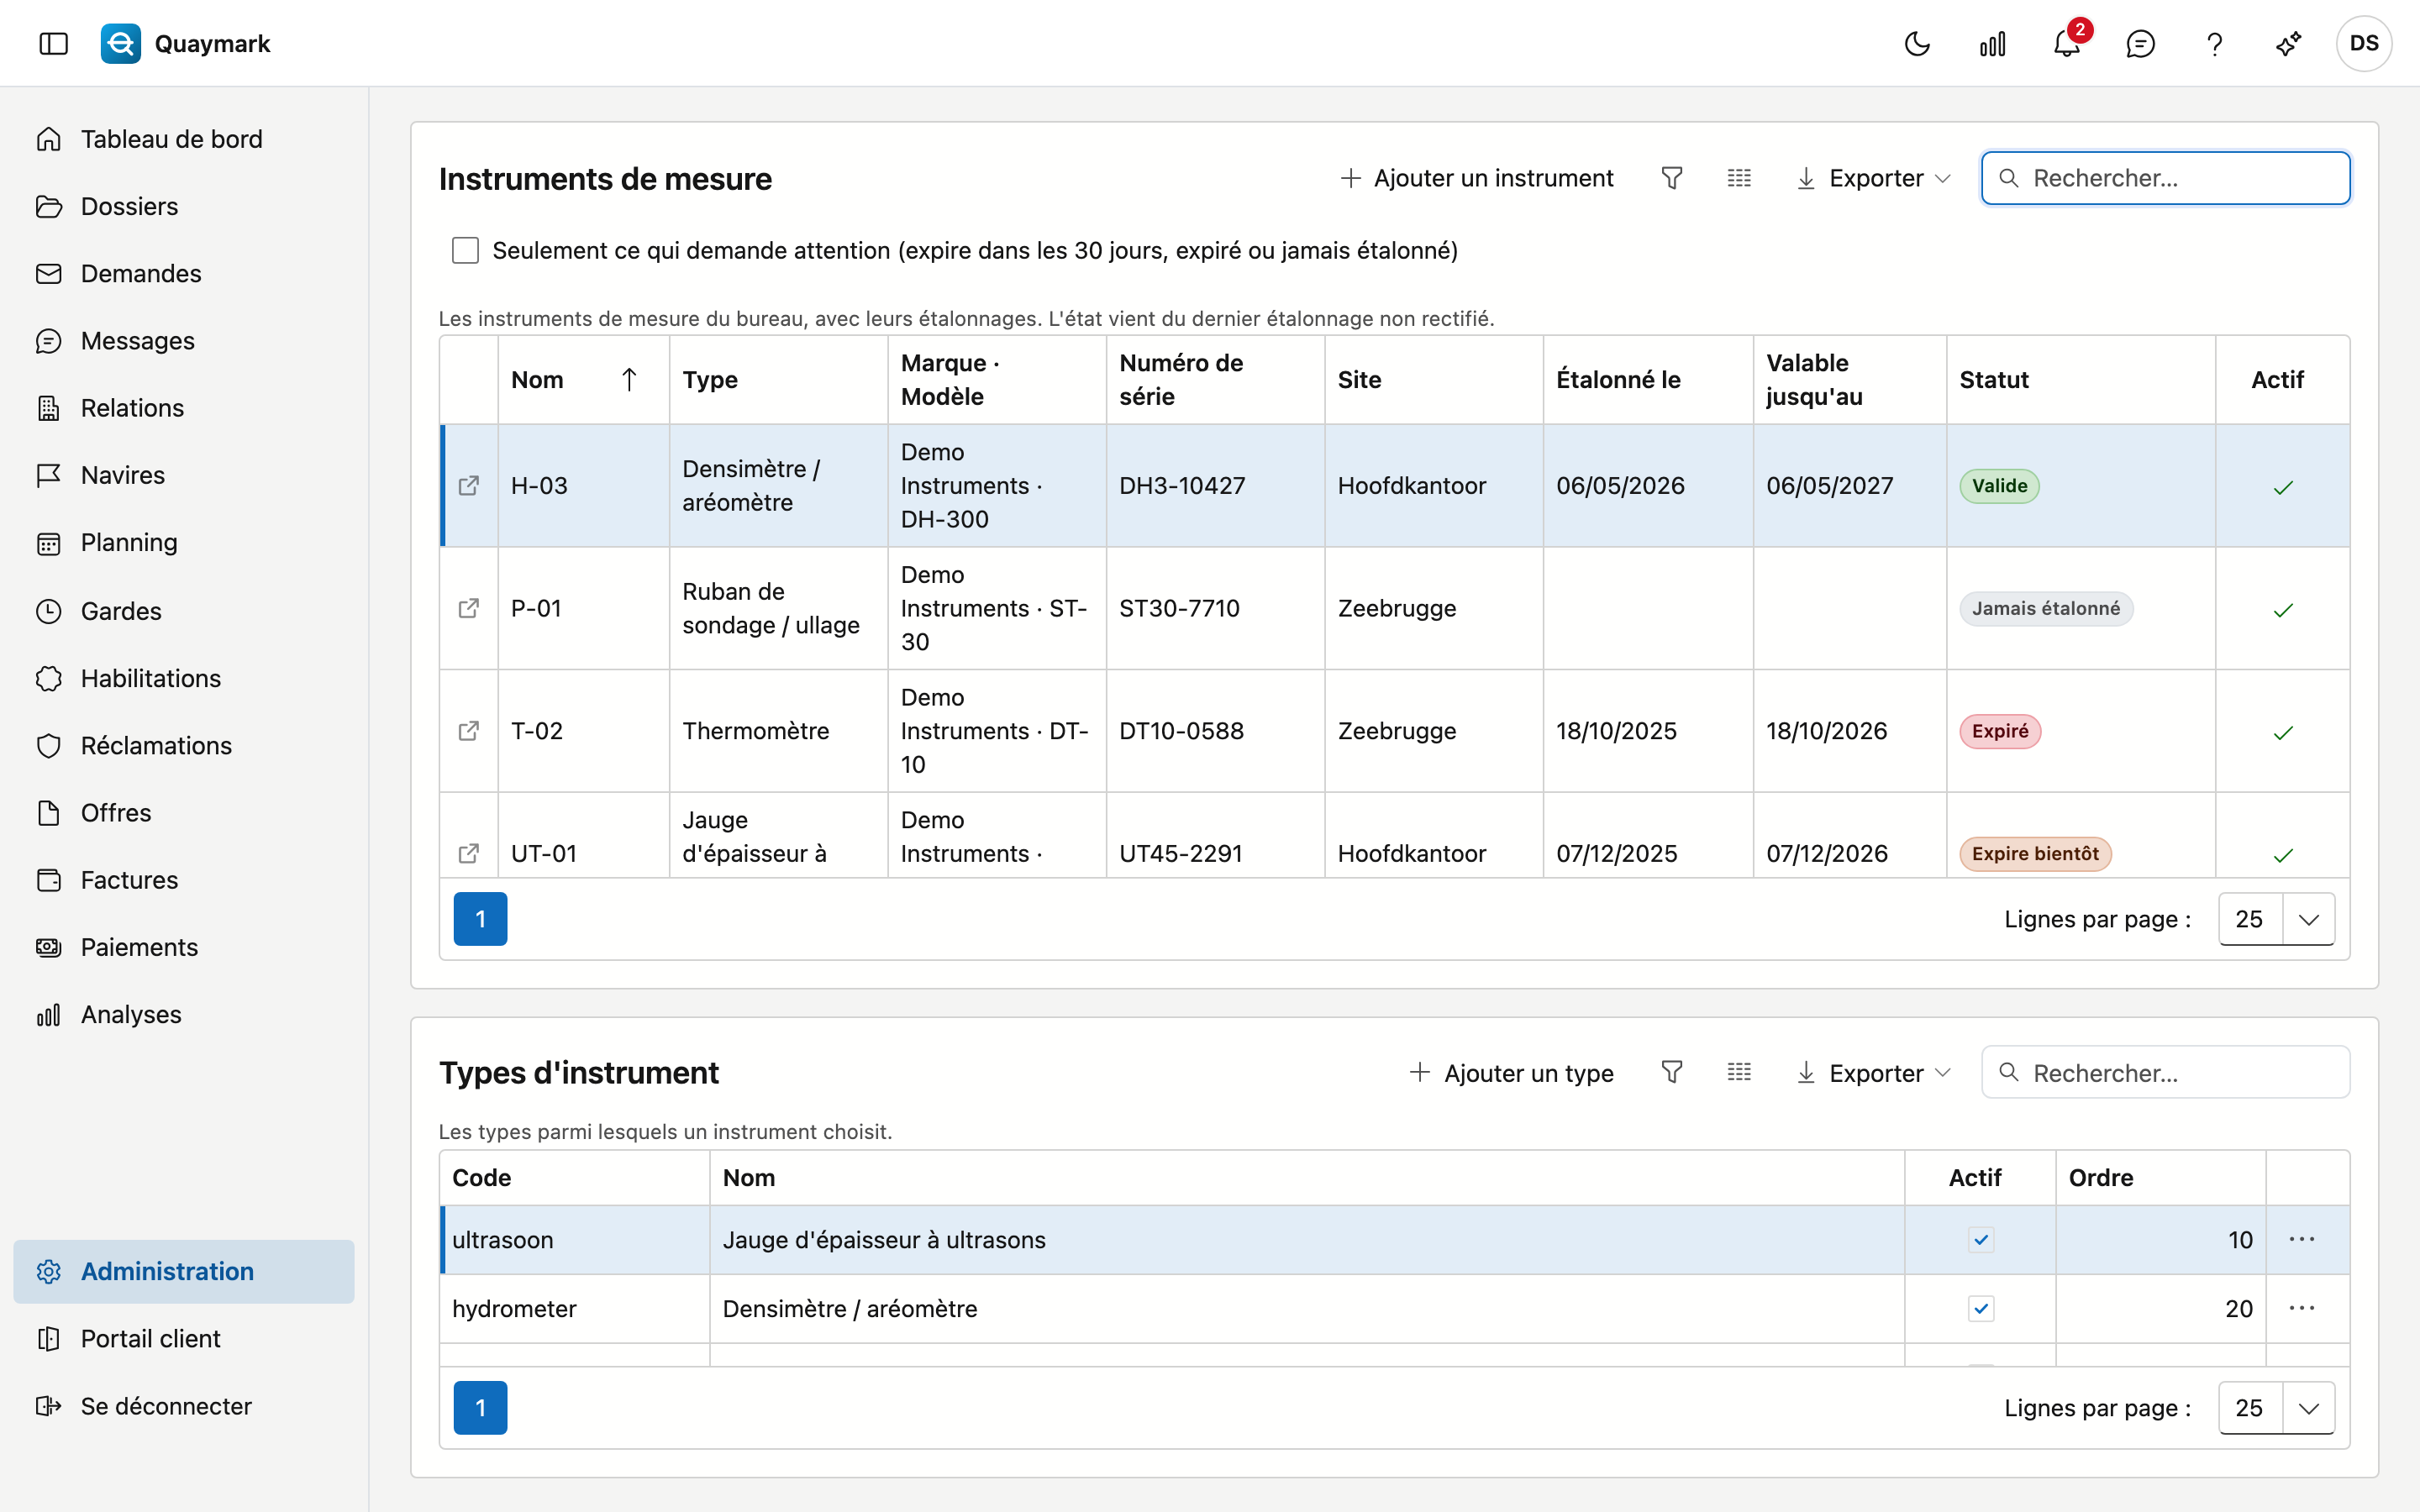 Quaymark
2
DS
Tableau de bord
Dossiers
Demandes
Messages
Relations
Navires
Planning
Gardes
Habilitations
Réclamations
Offres
Factures
Paiements
Analyses
Administration
Portail client
Se déconnecter
Instruments de mesure
Ajouter un instrument
Exporter
Rechercher...
Seulement ce qui demande attention (expire dans les 30 jours, expiré ou jamais étalonné)
Les instruments de mesure du bureau, avec leurs étalonnages. L'état vient du dernier étalonnage non rectifié.
Nom
Type
Marque ·
Modèle
Numéro de
série
Site
Étalonné le
Valable
jusqu'au
Statut
Actif
H-03
Densimètre /
aréomètre
Demo
Instruments ·
DH-300
DH3-10427
Hoofdkantoor
06/05/2026
06/05/2027
Valide
P-01
Ruban de
sondage / ullage
Demo
Instruments · ST-
30
ST30-7710
Zeebrugge
Jamais étalonné
T-02
Thermomètre
Demo
Instruments · DT-
10
DT10-0588
Zeebrugge
18/10/2025
18/10/2026
Expiré
UT-01
Jauge
d'épaisseur à
Demo
Instruments ·
UT45-2291
Hoofdkantoor
07/12/2025
07/12/2026
Expire bientôt
1
Lignes par page :
25
Types d'instrument
Ajouter un type
Exporter
Rechercher...
Les types parmi lesquels un instrument choisit.
Code
Nom
Actif
Ordre
ultrasoon
Jauge d'épaisseur à ultrasons
10
hydrometer
Densimètre / aréomètre
20
1
Lignes par page :
25